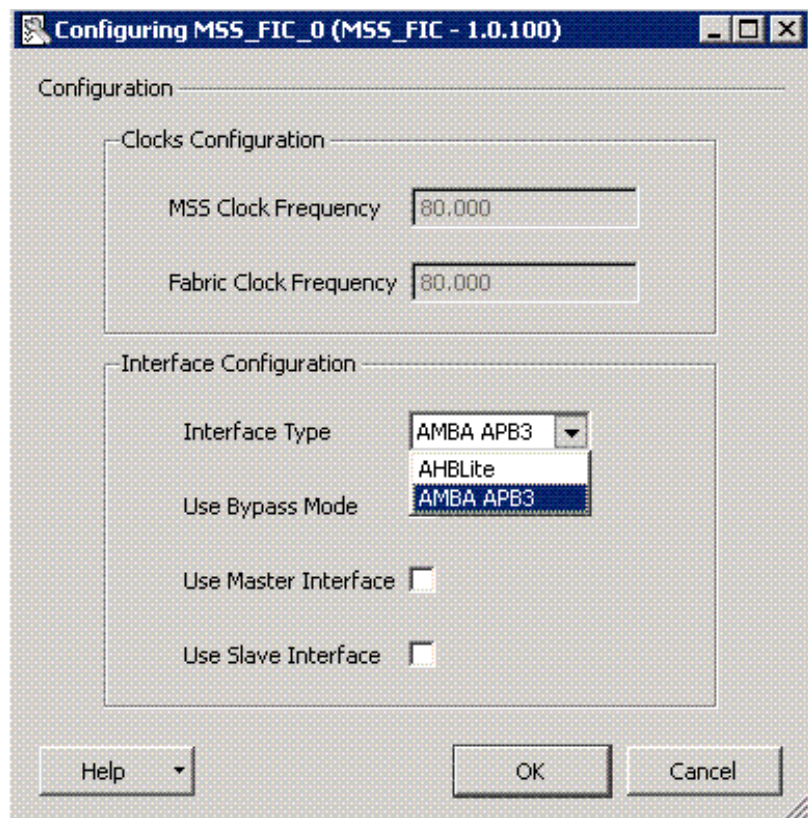 Configuring MSS_FIC_0 (MSS_FIC - 1.0.100)
Configuration
Clocks Configuration
MSS Clock Frequency 80.000
Fabric Clock Frequency 80.000
Interface Configuration
Interface Type AMBA APB3
AHBLite
AMBA APB3
Use Bypass Mode
Use Master Interface
Use Slave Interface
Help OK Cancel